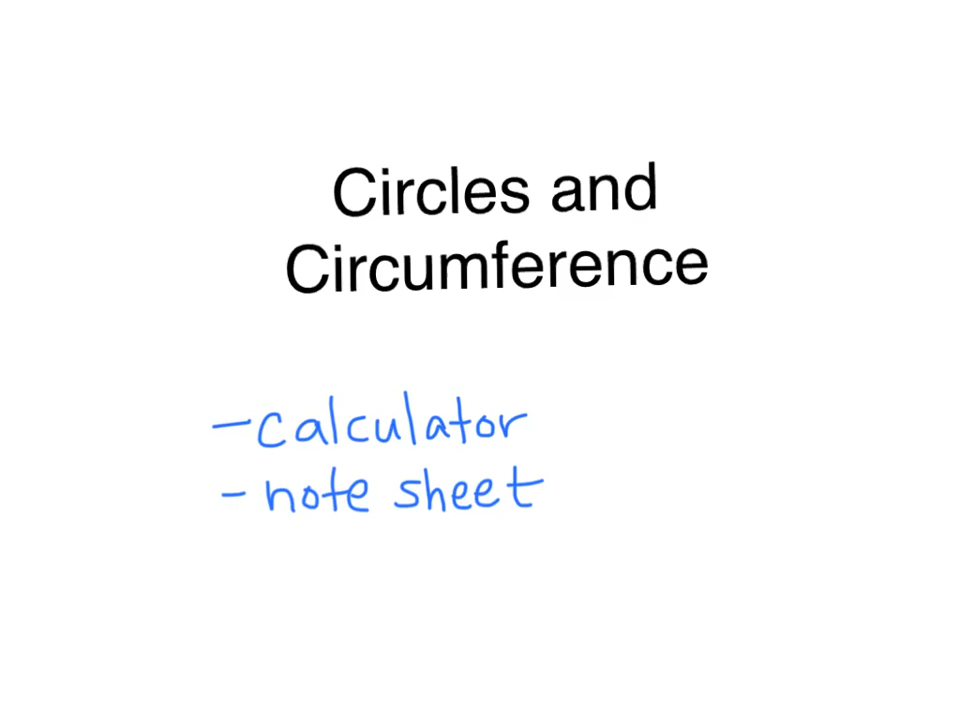 Circles and
Circumference
- calculator
- note sheet